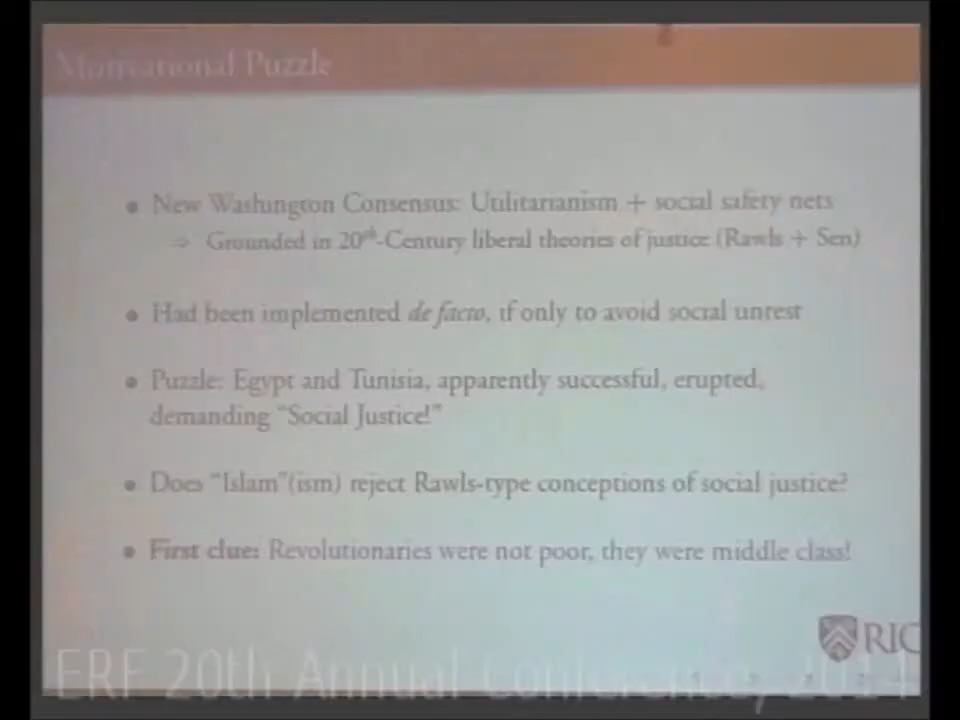 Motivational Puzzle
• New Washington Consensus: Utilitarianism + social safety nets
⇒ Grounded in 20th-Century liberal theories of justice (Rawls + Sen)
• Had been implemented de facto, if only to avoid social unrest
• Puzzle: Egypt and Tunisia, apparently successful, erupted,
demanding "Social Justice!"
• Does "Islam"(ism) reject Rawls-type conceptions of social justice?
• First clue: Revolutionaries were not poor, they were middle class!
RIC
ERF 20th Annual Conference, 2014